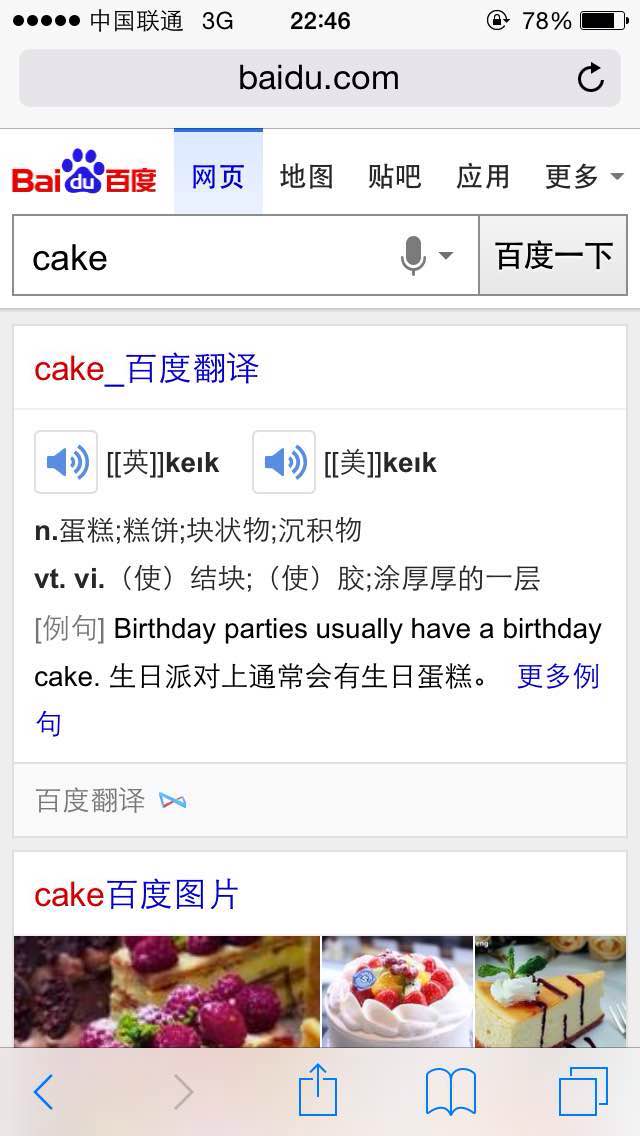 中国联通 3G 22:46 78%
baidu.com
Bai du 百度 网页 地图 贴吧 应用 更多
cake 百度一下
cake_百度翻译
[[英]]keɪk [[美]]keɪk
n.蛋糕;糕饼;块状物;沉积物
vt. vi.（使）结块;（使）胶;涂厚厚的一层
[例句] Birthday parties usually have a birthday
cake. 生日派对上通常会有生日蛋糕。 更多例
句
百度翻译
cake百度图片
eng